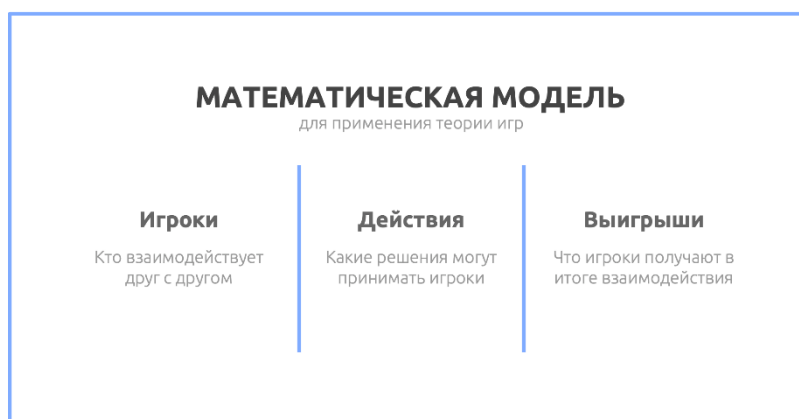 МАТЕМАТИЧЕСКАЯ МОДЕЛЬ
для применения теории игр
Игроки
Кто взаимодействует
друг с другом
Действия
Какие решения могут
принимать игроки
Выигрыши
Что игроки получают в
итоге взаимодействия